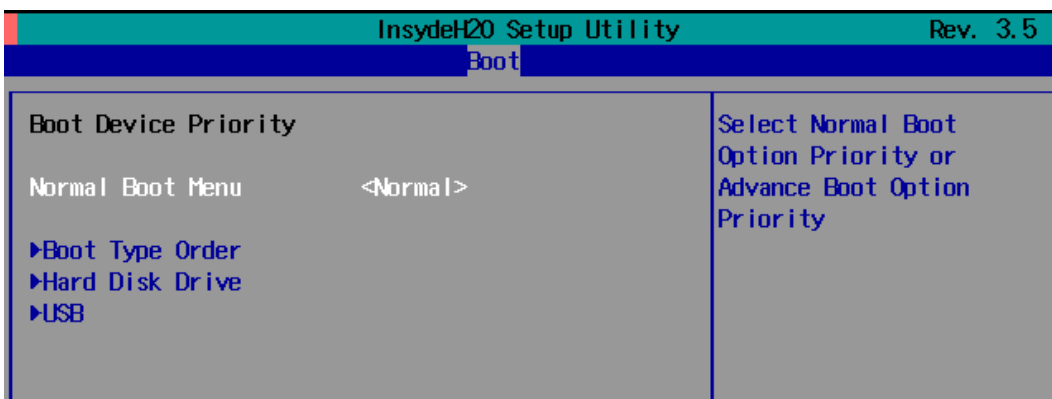 InsydeH20 Setup Utility Rev. 3.5
Boot
Boot Device Priority
Normal Boot Menu <Normal>
▶Boot Type Order
▶Hard Disk Drive
▶USB
Select Normal Boot
Option Priority or
Advance Boot Option
Priority